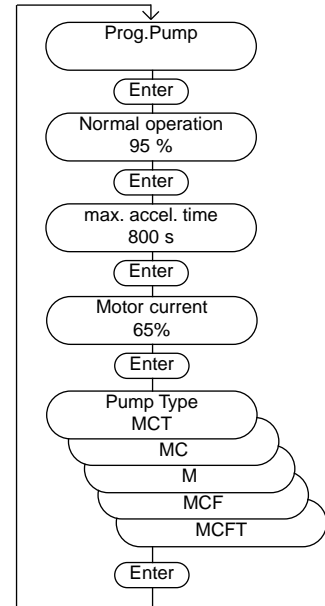 Prog.Pump
Enter
Normal operation
95 %
Enter
max. accel. time
800 s
Enter
Motor current
65%
Enter
Pump Type
MCT
MC
M
MCF
MCFT
Enter